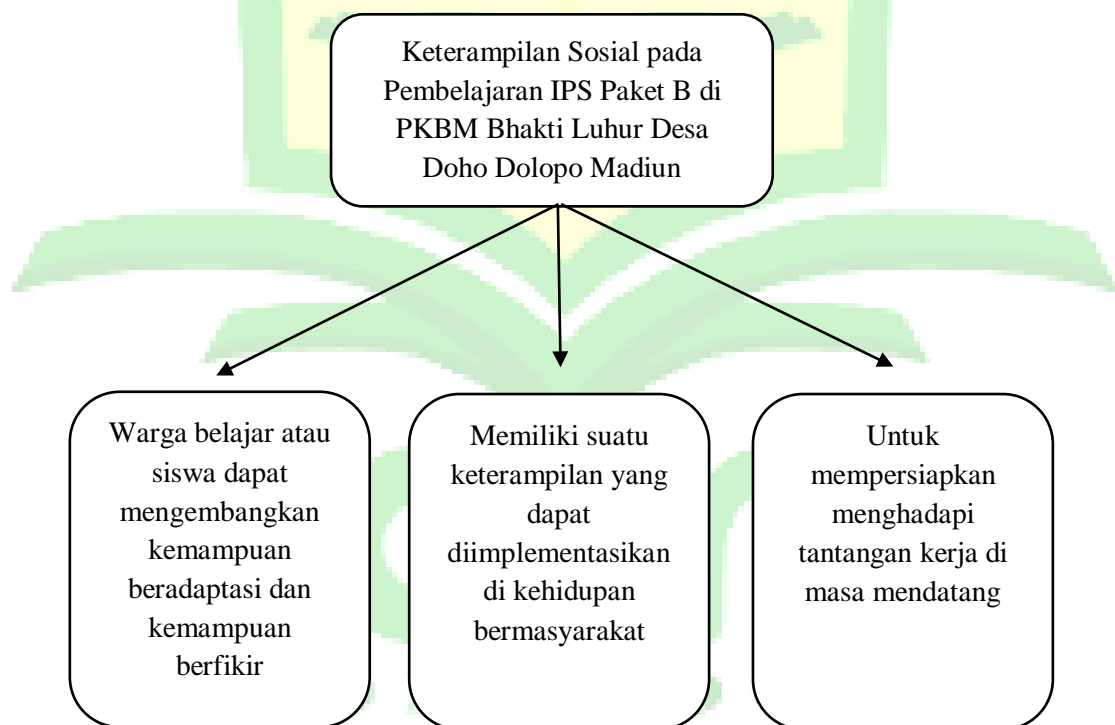 Keterampilan Sosial pada
Pembelajaran IPS Paket B di
PKBM Bhakti Luhur Desa
Doho Dolopo Madiun
Warga belajar atau
siswa dapat
mengembangkan
kemampuan
beradaptasi dan
kemampuan
berfikir
Memiliki suatu
keterampilan yang
dapat
diimplementasikan
di kehidupan
bermasyarakat
Untuk
mempersiapkan
menghadapi
tantangan kerja di
masa mendatang